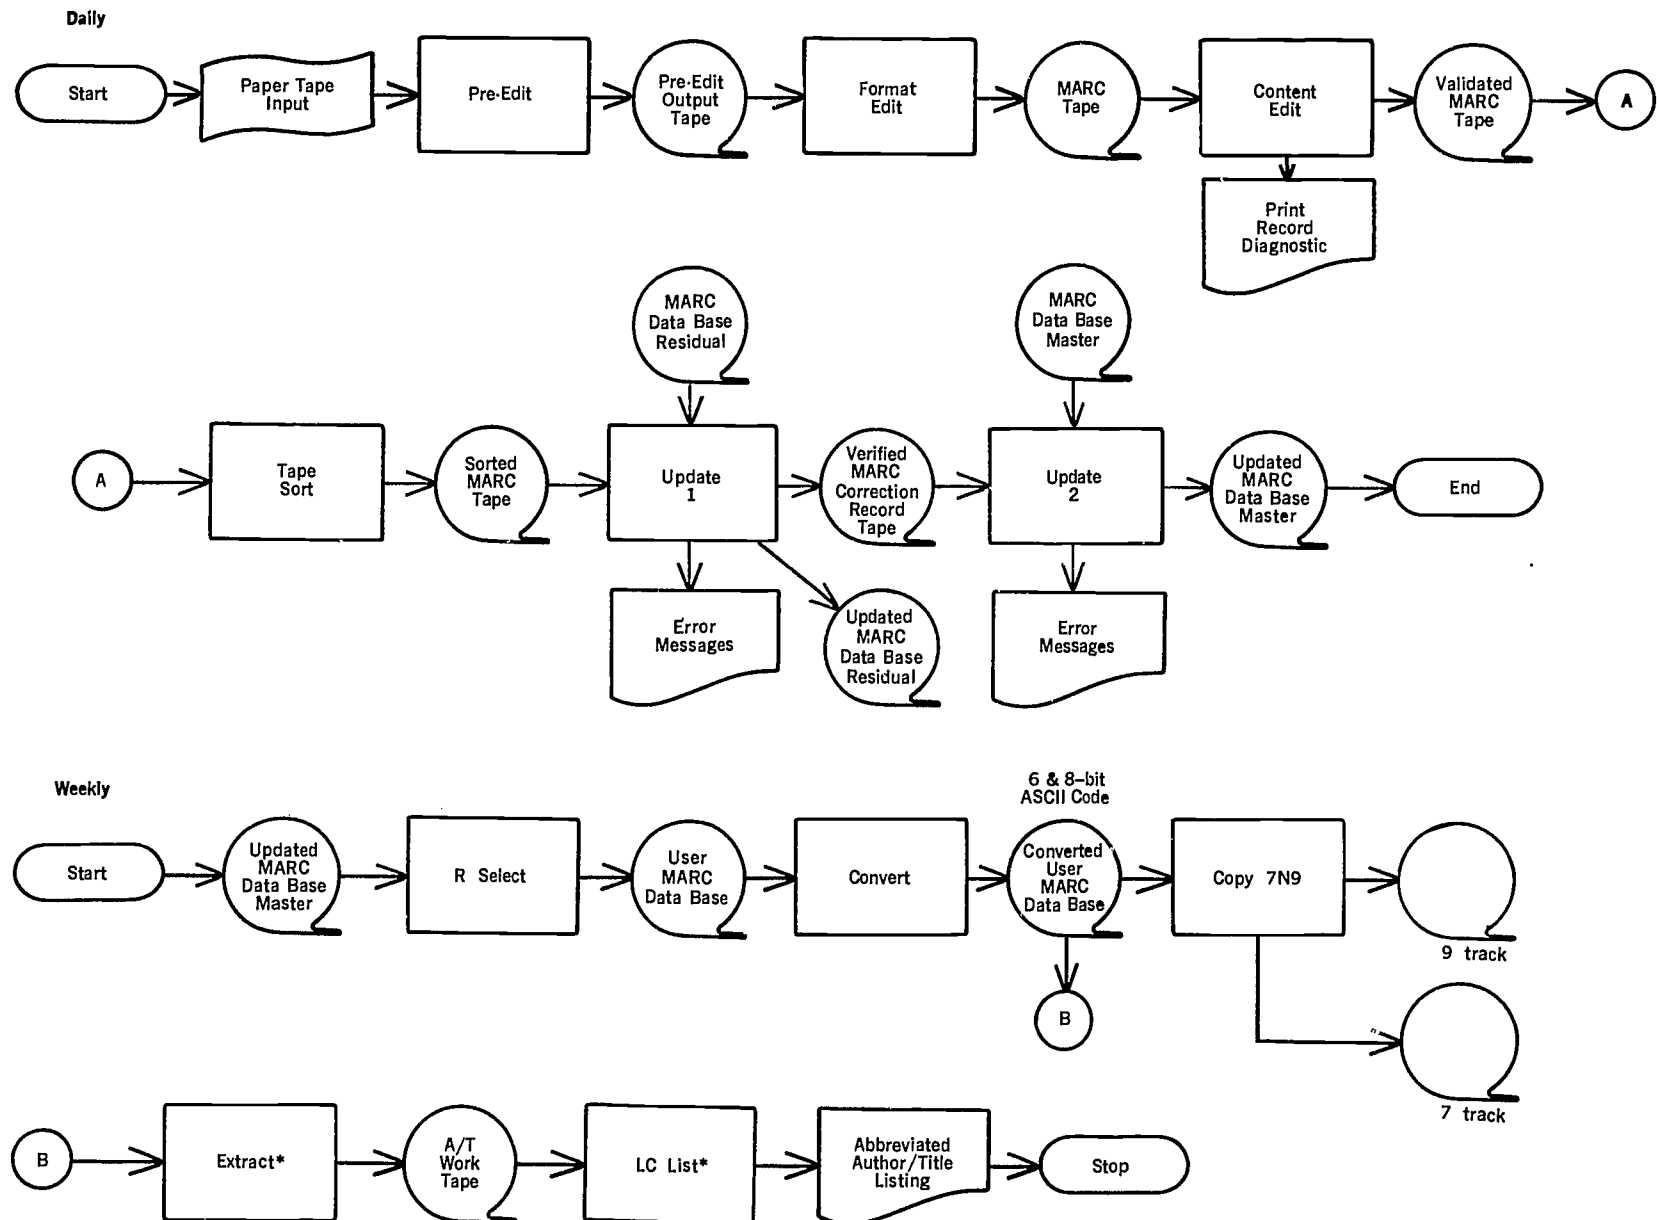 Daily
Start
Paper Tape
Input
Pre-Edit
Pre-Edit
Output
Tape
Format
Edit
MARC
Tape
Content
Edit
Validated
MARC
Tape
A
Print
Record
Diagnostic
MARC
Data Base
Residual
MARC
Data Base
Master
A
Tape
Sort
Sorted
MARC
Tape
Update
1
Verified
MARC
Correction
Record
Tape
Update
2
Updated
MARC
Data Base
Master
End
Error
Messages
Updated
MARC
Data Base
Residual
Error
Messages
Weekly
6 & 8-bit
ASCII Code
Start
Updated
MARC
Data Base
Master
R Select
User
MARC
Data Base
Convert
Converted
User
MARC
Data Base
Copy 7N9
9 track
B
7 track
B
Extract*
A/T
Work
Tape
LC List*
Abbreviated
Author/Title
Listing
Stop